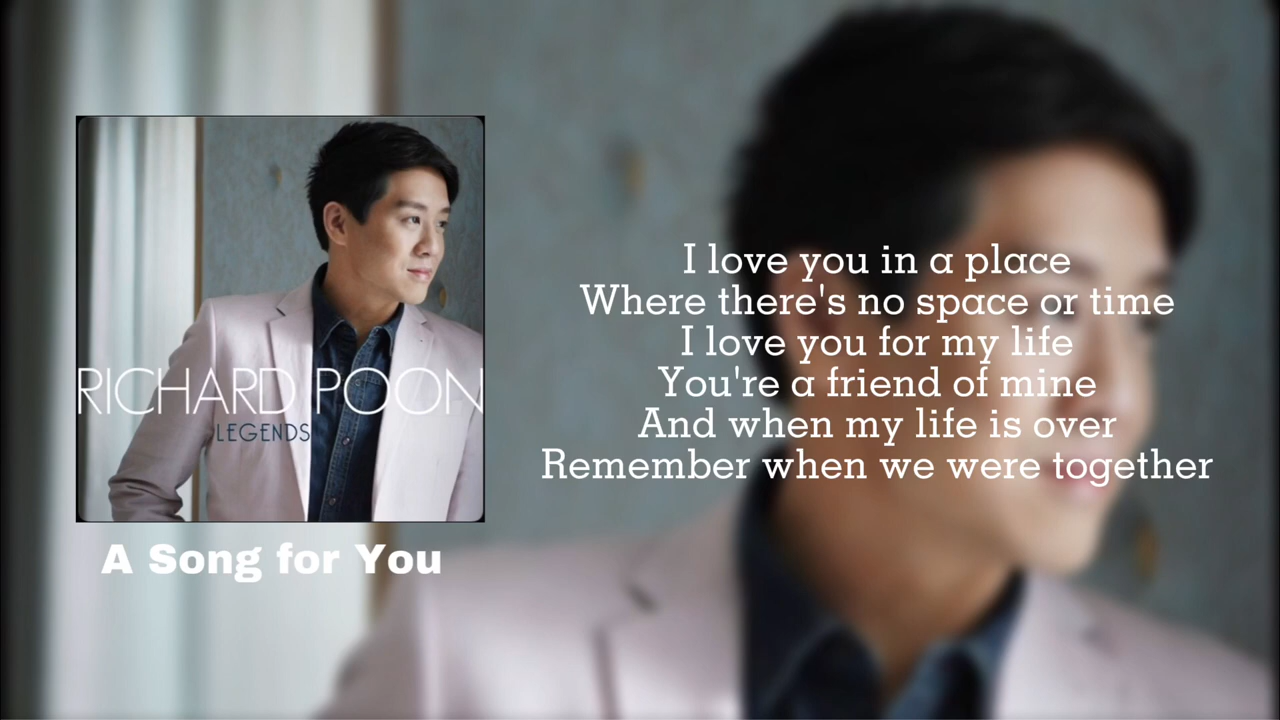 RICHARD POON
LEGENDS
A Song for You
I love you in a place
Where there's no space or time
I love you for my life
You're a friend of mine
And when my life is over
Remember when we were together